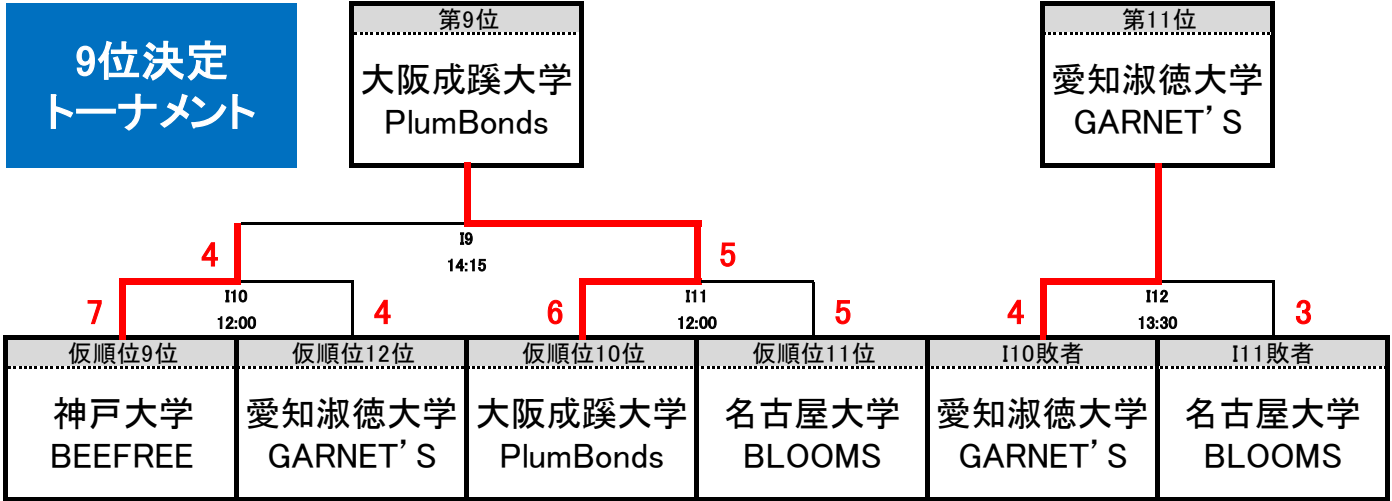 9位決定
トーナメント
第9位
大阪成蹊大学
PlumBonds
第11位
愛知淑徳大学
GARNET'S
4
I9
14:15
5
7
I10
12:00
4
6
I11
12:00
5
4
I12
13:30
3
仮順位9位
神戸大学
BEEFREE
仮順位12位
愛知淑徳大学
GARNET'S
仮順位10位
大阪成蹊大学
PlumBonds
仮順位11位
名古屋大学
BLOOMS
I10敗者
愛知淑徳大学
GARNET'S
I11敗者
名古屋大学
BLOOMS